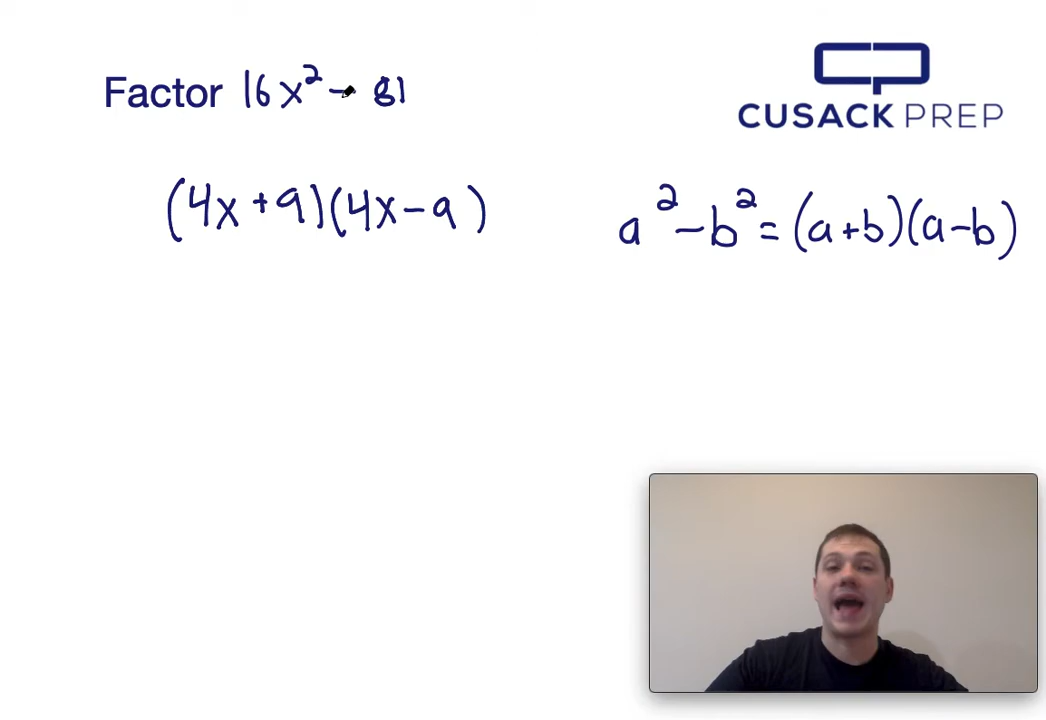 Factor 16x² - 81
CUSACK PREP
(4x+9)(4x-9)
a²-b²=(a+b)(a-b)